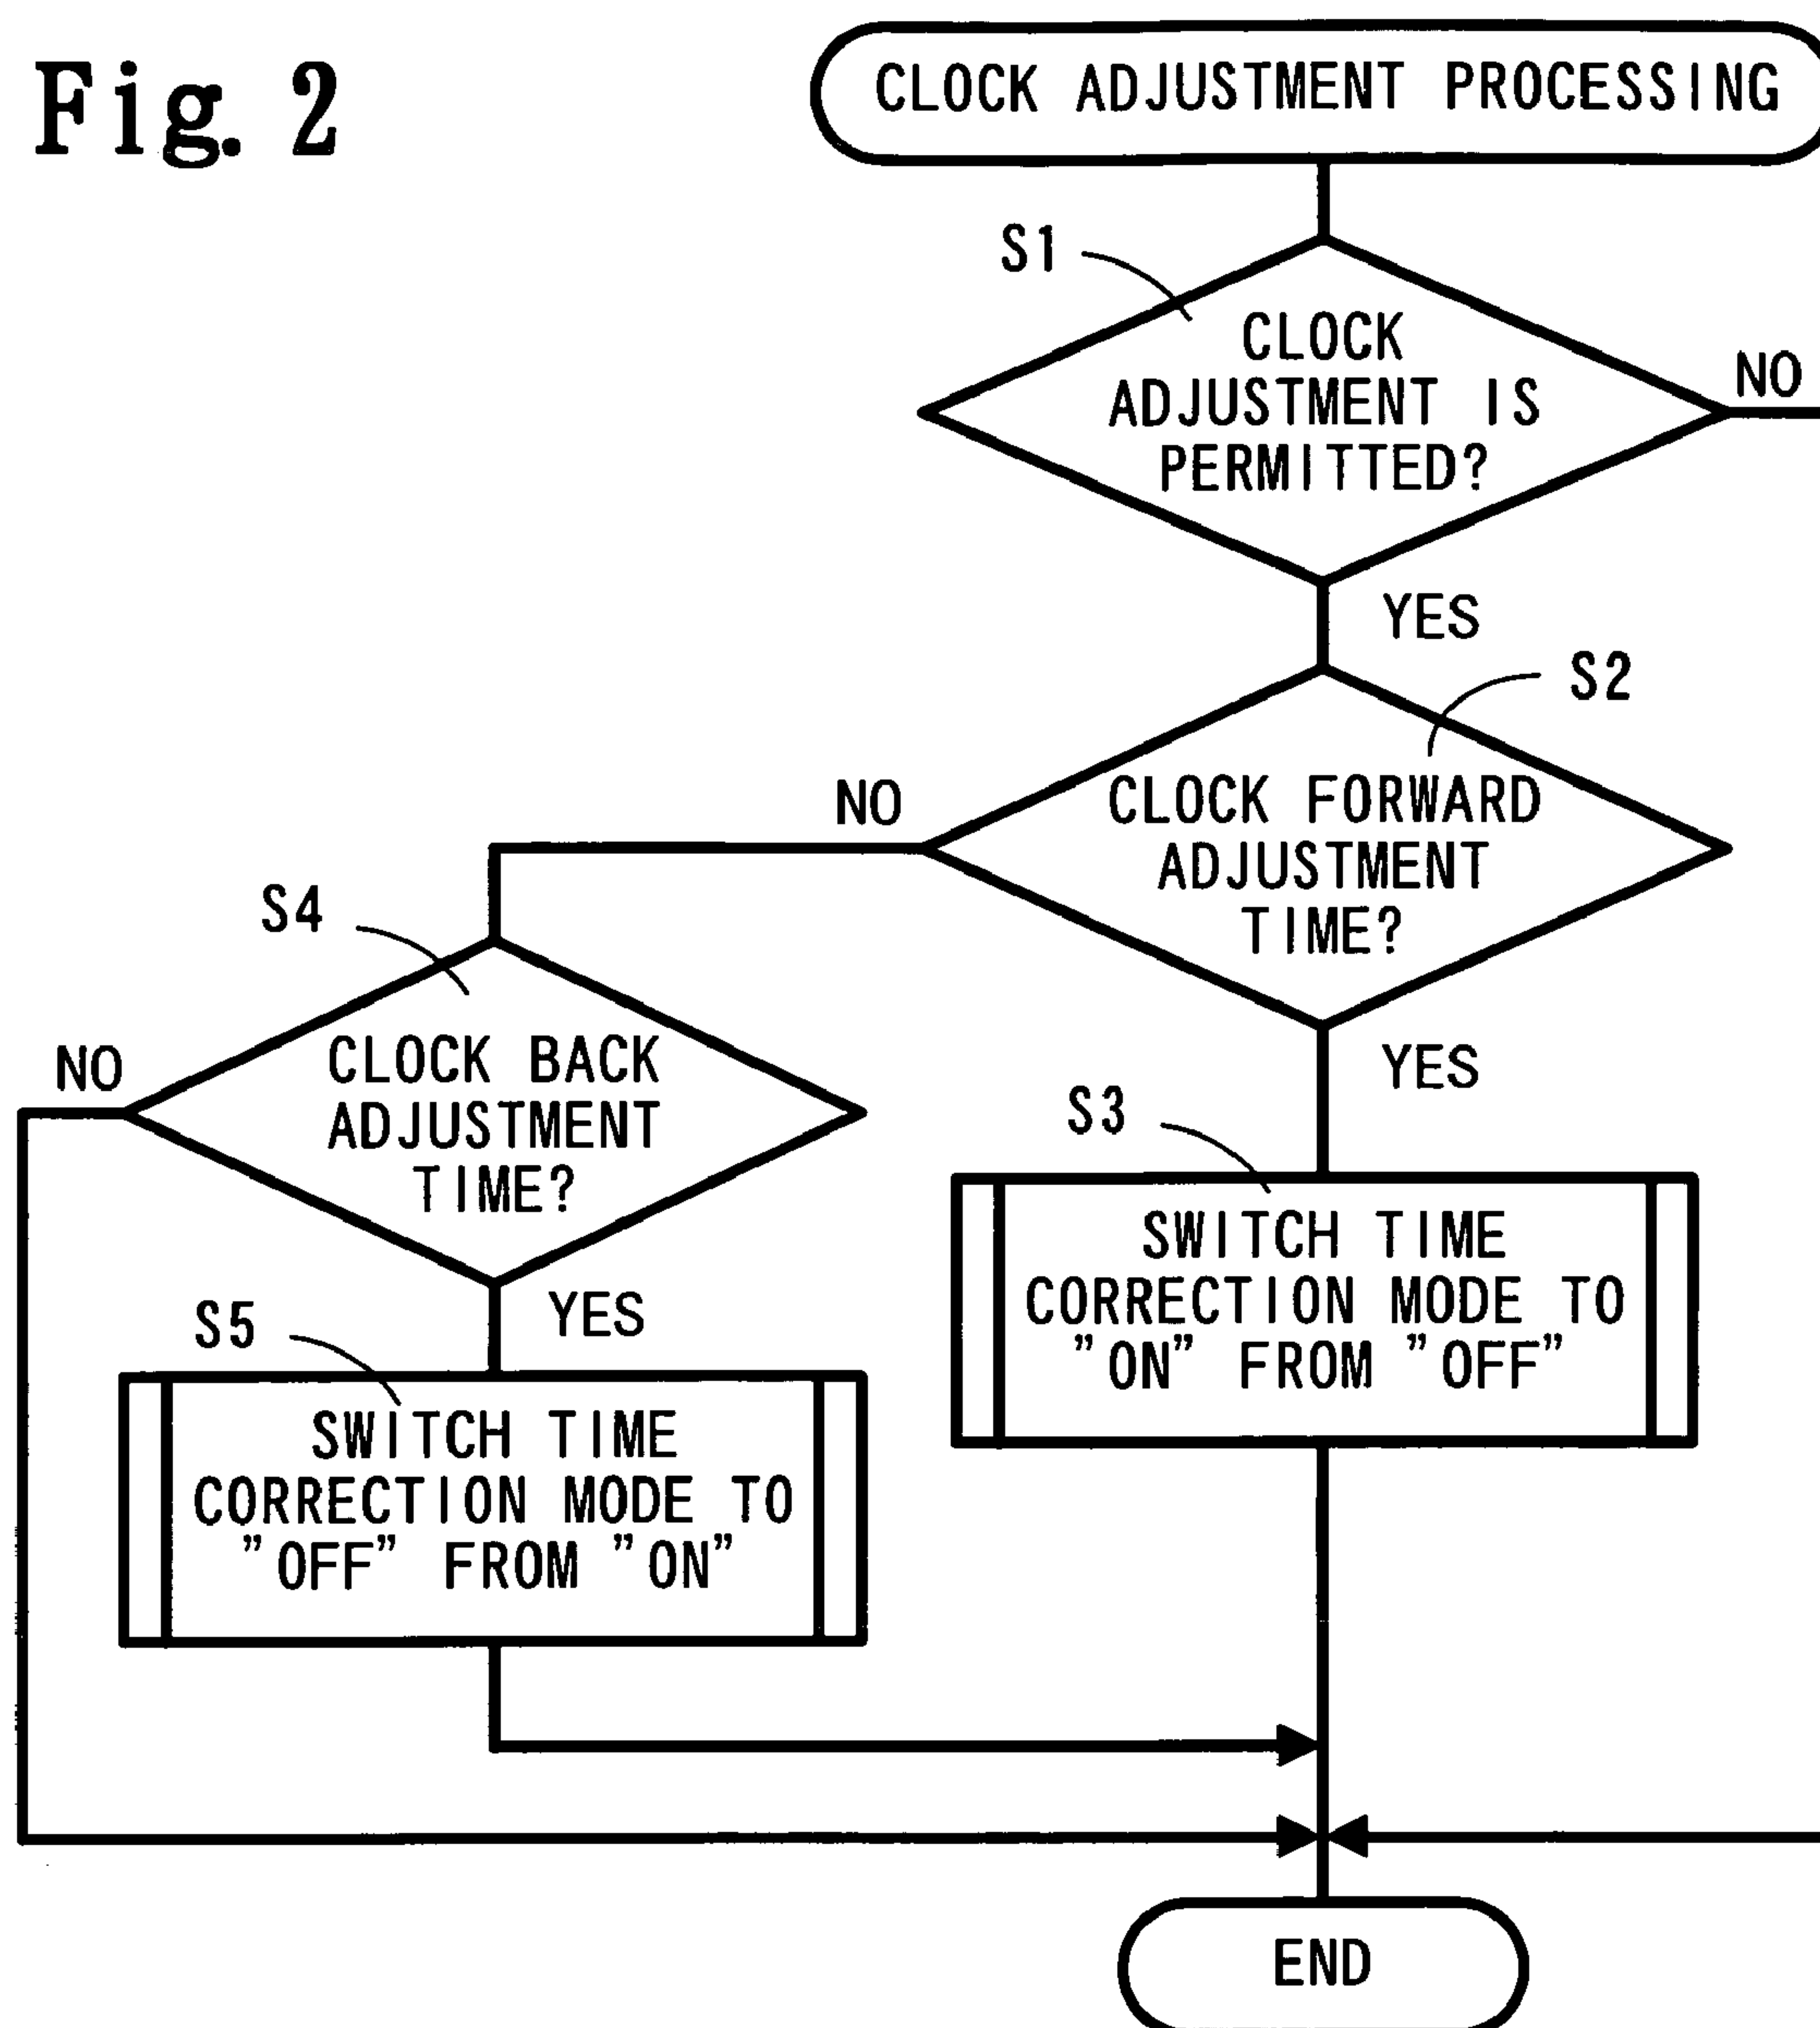 Fig. 2
CLOCK ADJUSTMENT PROCESSING
S1
CLOCK
ADJUSTMENT IS
PERMITTED?
NO
YES
S2
CLOCK FORWARD
ADJUSTMENT
TIME?
NO
YES
S4
CLOCK BACK
ADJUSTMENT
TIME?
NO
YES
S3
SWITCH TIME
CORRECTION MODE TO
"ON" FROM "OFF"
S5
SWITCH TIME
CORRECTION MODE TO
"OFF" FROM "ON"
END